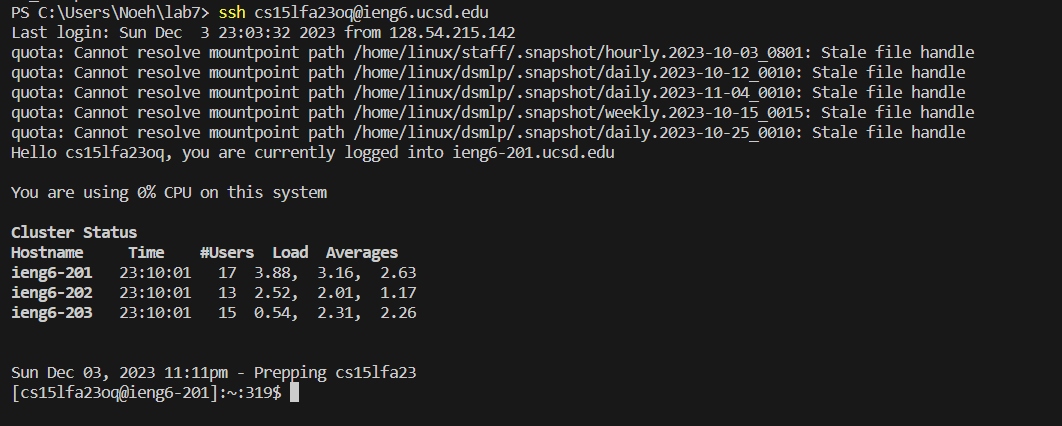 PS C:\Users\Noeh\lab7> ssh cs15lfa23oq@ieng6.ucsd.edu
Last login: Sun Dec  3 23:03:32 2023 from 128.54.215.142
quota: Cannot resolve mountpoint path /home/linux/staff/.snapshot/hourly.2023-10-03_0801: Stale file handle
quota: Cannot resolve mountpoint path /home/linux/dsmlp/.snapshot/daily.2023-10-12_0010: Stale file handle
quota: Cannot resolve mountpoint path /home/linux/dsmlp/.snapshot/daily.2023-11-04_0010: Stale file handle
quota: Cannot resolve mountpoint path /home/linux/dsmlp/.snapshot/weekly.2023-10-15_0015: Stale file handle
quota: Cannot resolve mountpoint path /home/linux/dsmlp/.snapshot/daily.2023-10-25_0010: Stale file handle
Hello cs15lfa23oq, you are currently logged into ieng6-201.ucsd.edu
You are using 0% CPU on this system
Cluster Status
Hostname     Time    #Users  Load  Averages
ieng6-201   23:10:01   17  3.88,  3.16,  2.63
ieng6-202   23:10:01   13  2.52,  2.01,  1.17
ieng6-203   23:10:01   15  0.54,  2.31,  2.26
Sun Dec 03, 2023 11:11pm - Prepping cs15lfa23
[cs15lfa23oq@ieng6-201]:~:319$